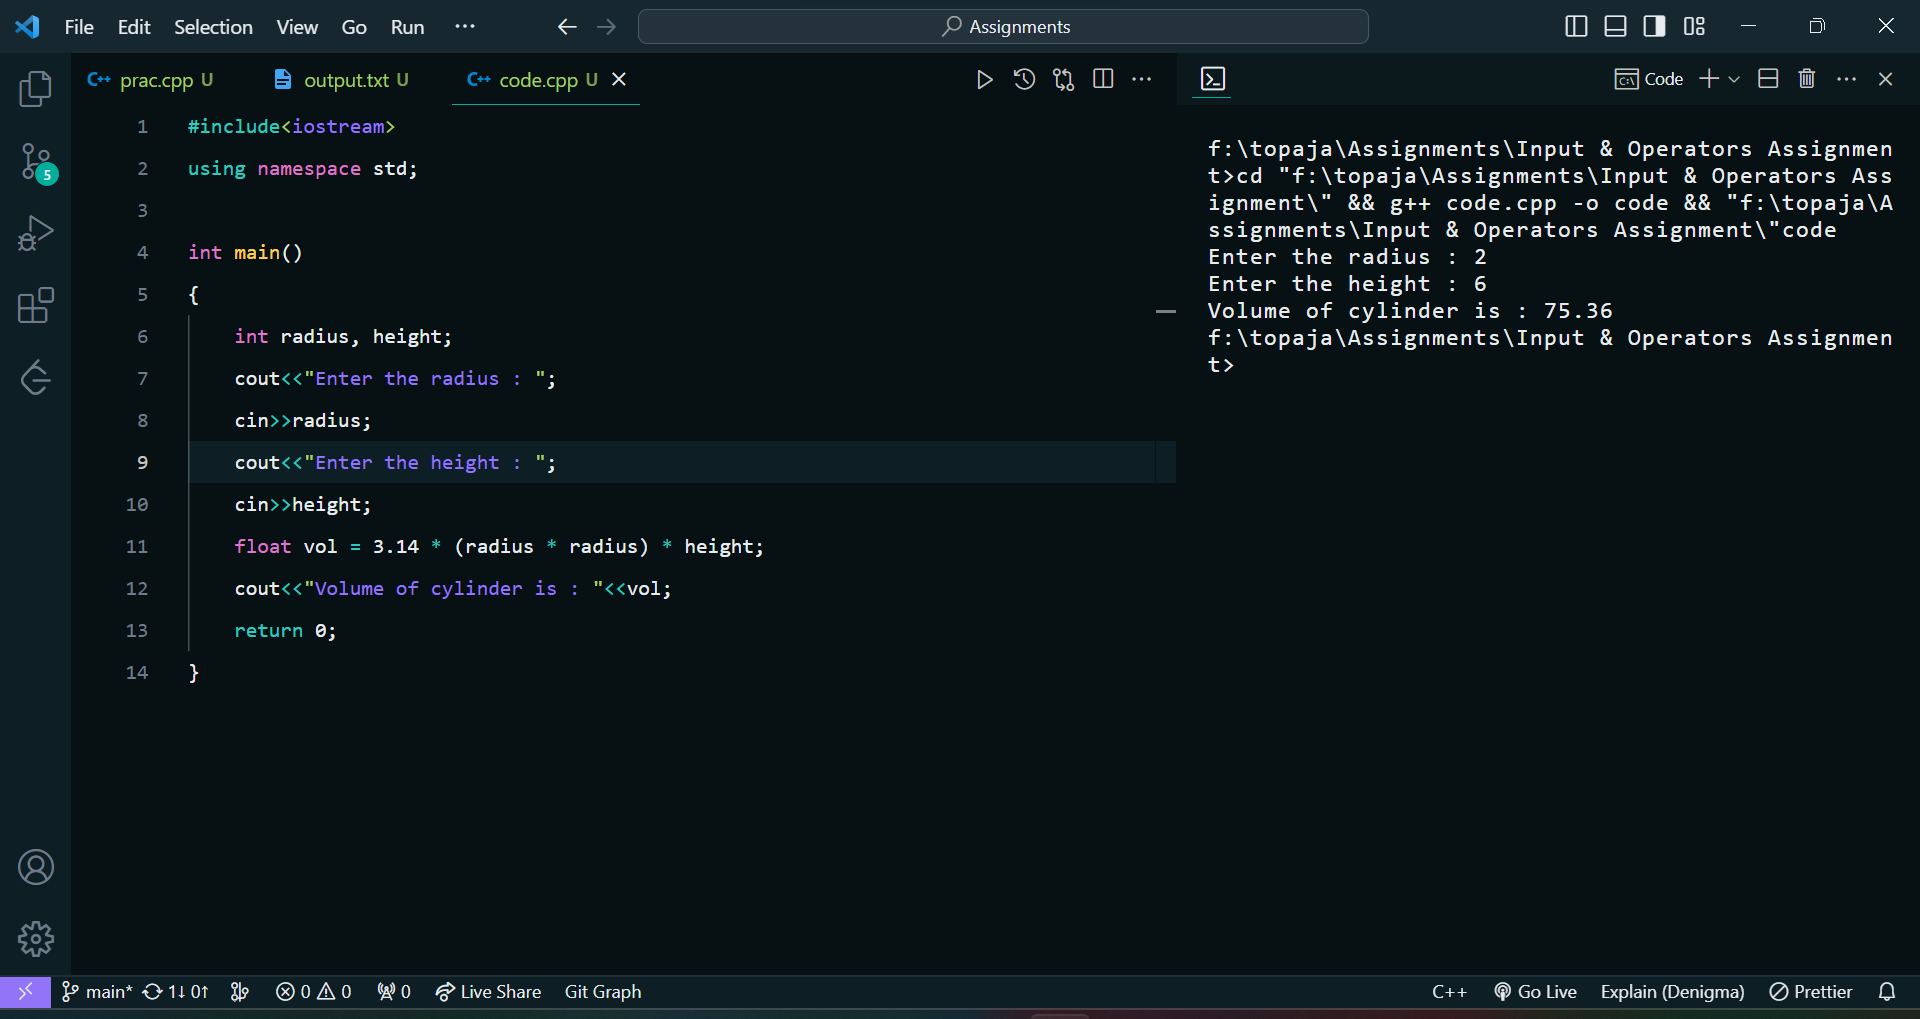 File Edit Selection View Go Run ··· Assignments
C++ prac.cpp U output.txt U C++ code.cpp U Code
1 #include<iostream>
2 using namespace std;
3
4 int main()
5 {
6 int radius, height;
7 cout<<"Enter the radius : ";
8 cin>>radius;
9 cout<<"Enter the height : ";
10 cin>>height;
11 float vol = 3.14 * (radius * radius) * height;
12 cout<<"Volume of cylinder is : "<<vol;
13 return 0;
14 }
5
f:\topaja\Assignments\Input & Operators Assignmen
t>cd "f:\topaja\Assignments\Input & Operators Ass
ignment\" && g++ code.cpp -o code && "f:\topaja\A
ssignments\Input & Operators Assignment\"code
Enter the radius : 2
Enter the height : 6
Volume of cylinder is : 75.36
f:\topaja\Assignments\Input & Operators Assignmen
t>
main* 1↓ 0↑ 0 0 0 Live Share Git Graph C++ Go Live Explain (Denigma) Prettier